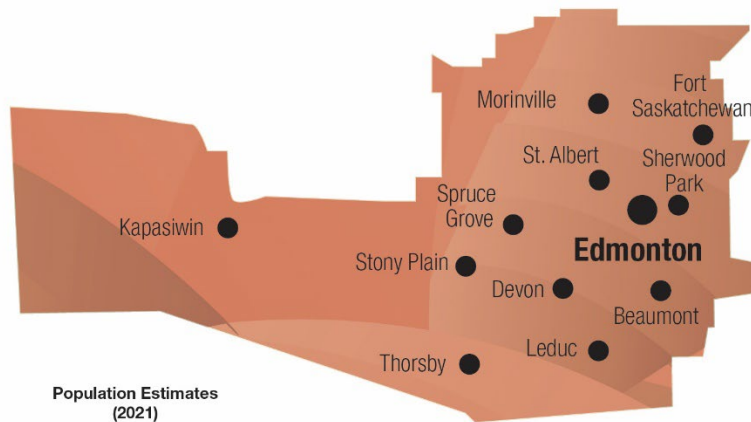 Fort
Saskatchewan
Morinville
St. Albert
Sherwood
Park
Spruce
Grove
Kapasiwin
Edmonton
Stony Plain
Devon
Beaumont
Leduc
Thorsby
Population Estimates
(2021)